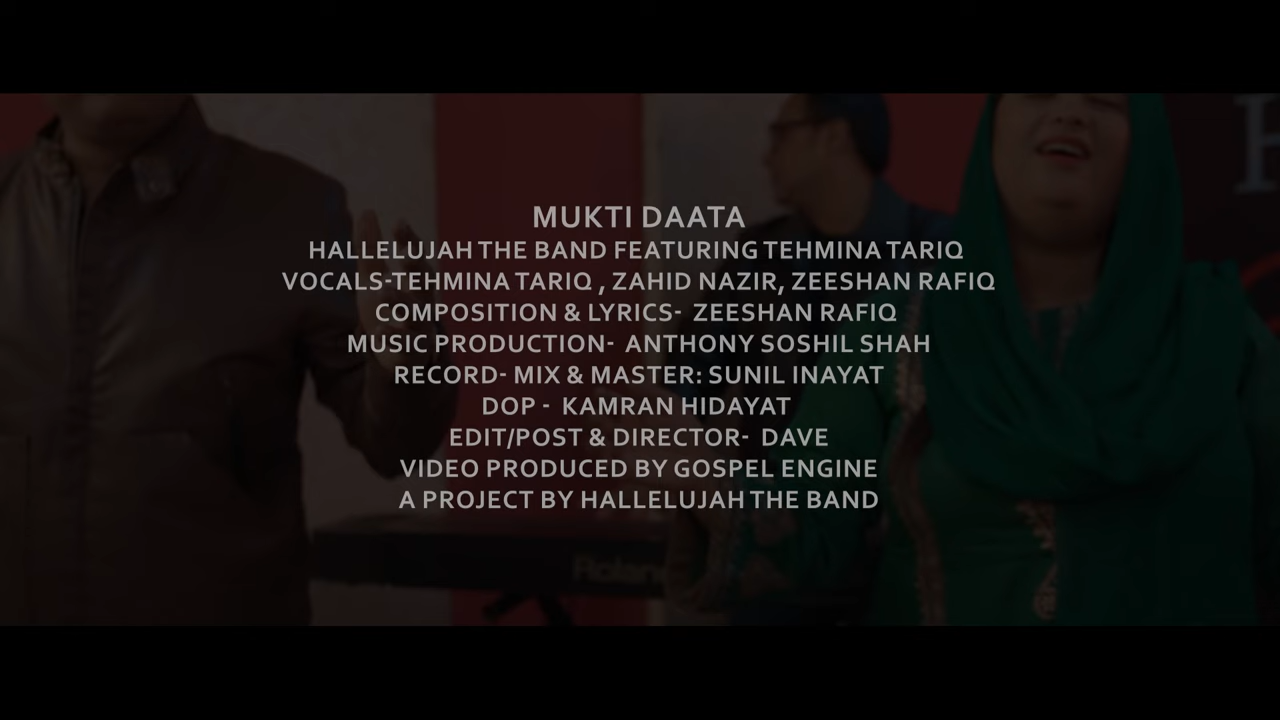 MUKTI DAATA
HALLELUJAH THE BAND FEATURING TEHMINA TARIQ
VOCALS-TEHMINA TARIQ , ZAHID NAZIR, ZEESHAN RAFIQ
COMPOSITION & LYRICS- ZEESHAN RAFIQ
MUSIC PRODUCTION- ANTHONY SOSHIL SHAH
RECORD- MIX & MASTER: SUNIL INAYAT
DOP - KAMRAN HIDAYAT
EDIT/POST & DIRECTOR- DAVE
VIDEO PRODUCED BY GOSPEL ENGINE
A PROJECT BY HALLELUJAH THE BAND
Roland